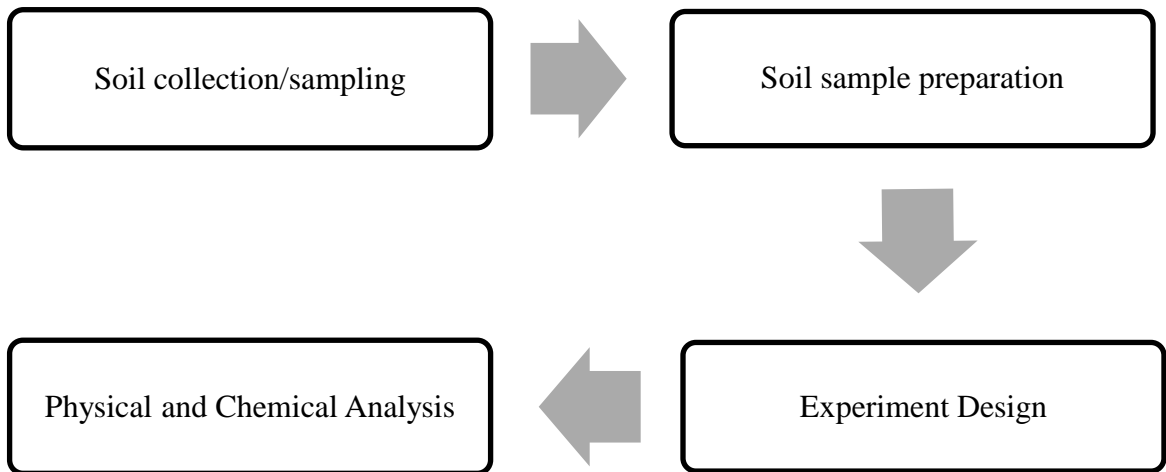 Soil collection/sampling
Soil sample preparation
Physical and Chemical Analysis
Experiment Design